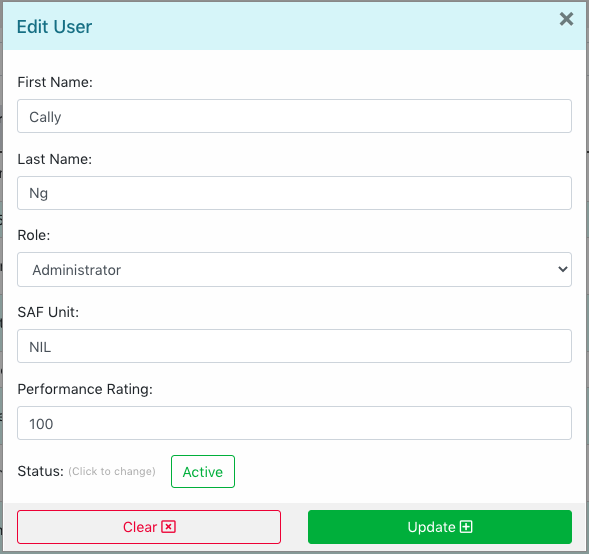 Edit User
First Name:
Cally
Last Name:
Ng
Role:
Administrator
SAF Unit:
NIL
Performance Rating:
100
Status: (Click to change) Active
Clear Update